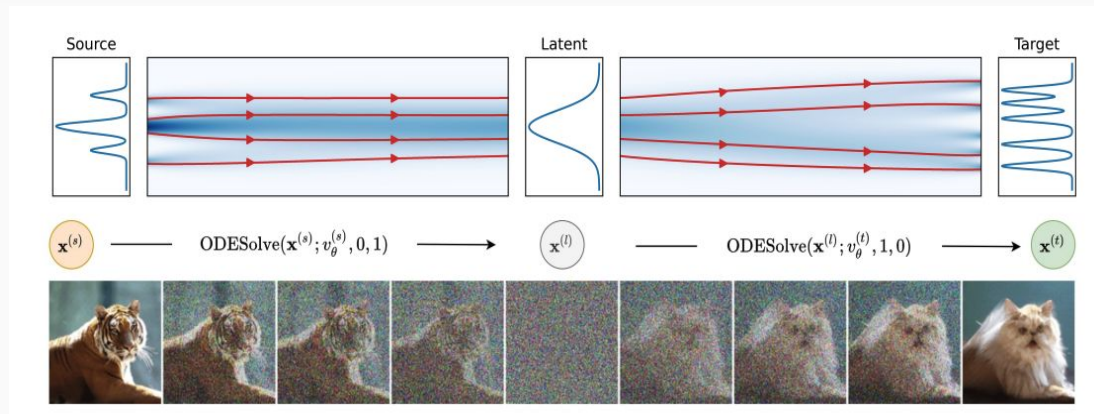 Source Latent Target
x^(s) ODESolve(x^(s); v_θ^(s), 0, 1) x^(l) ODESolve(x^(l); v_θ^(t), 1, 0) x^(t)